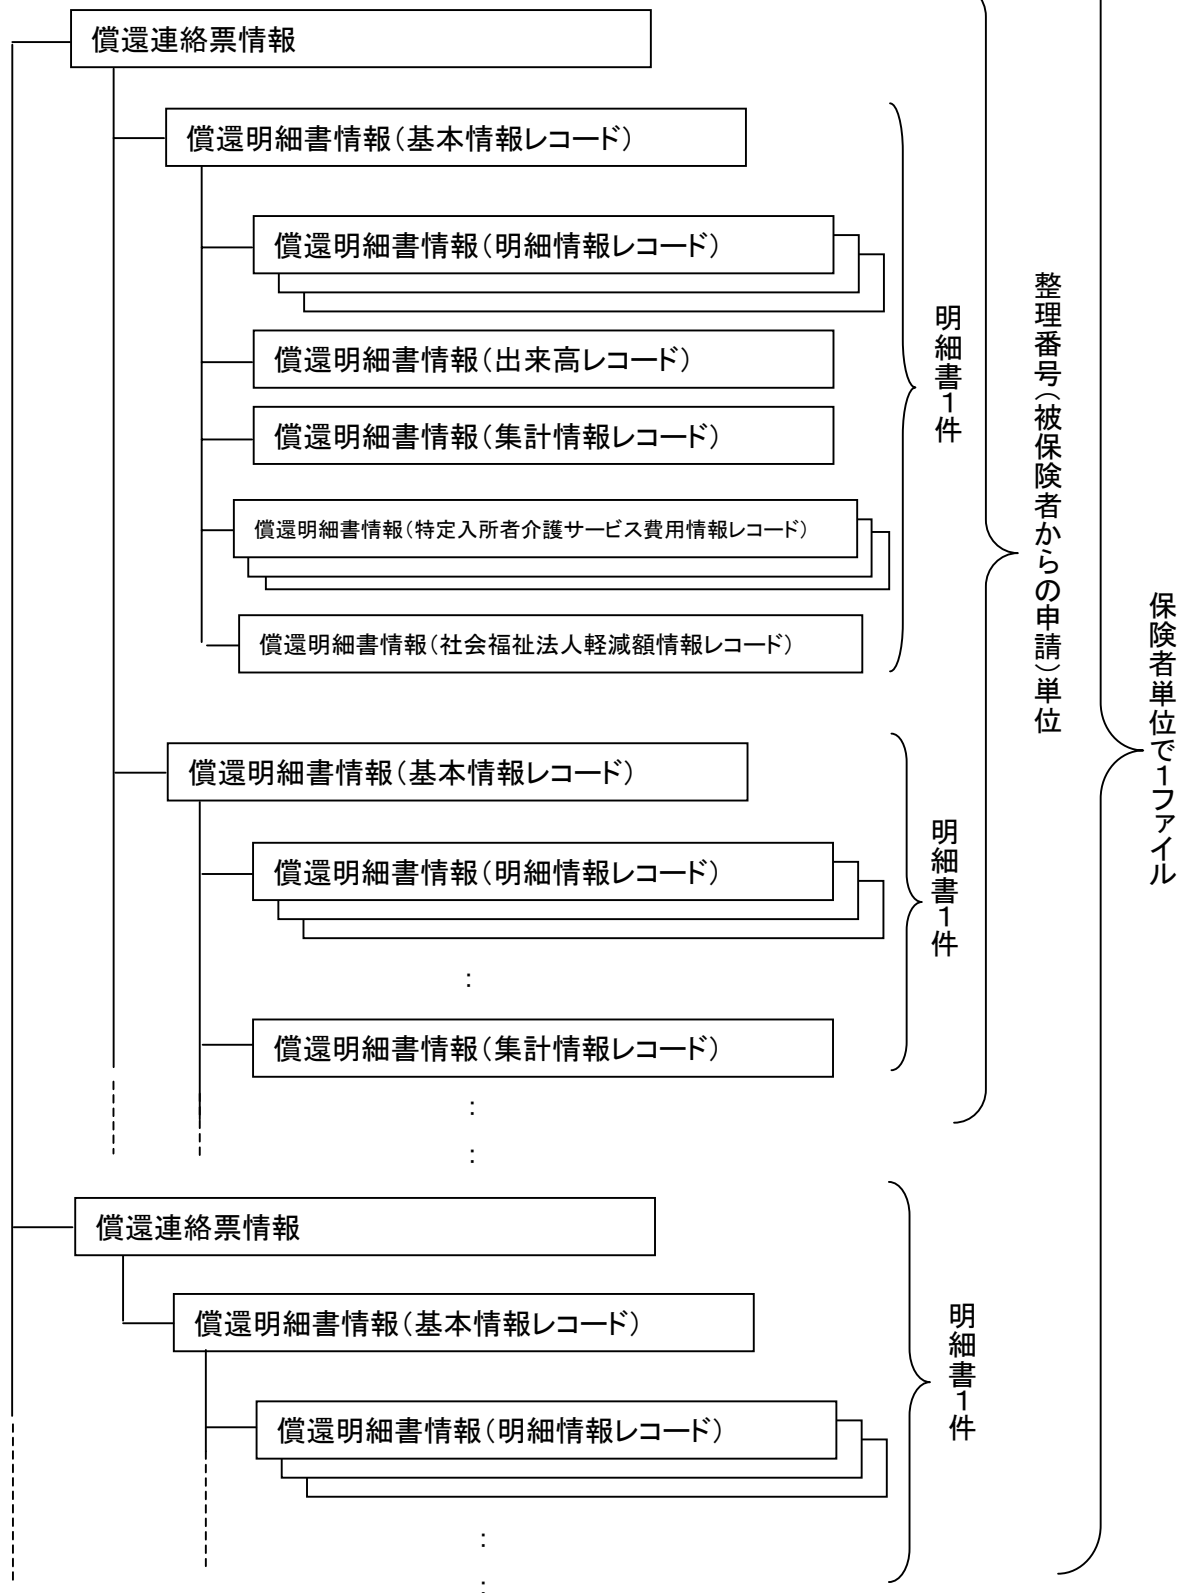 償還連絡票情報
償還明細書情報（基本情報レコード）
償還明細書情報（明細情報レコード）
償還明細書情報（出来高レコード）
償還明細書情報（集計情報レコード）
償還明細書情報（特定入所者介護サービス費用情報レコード）
償還明細書情報（社会福祉法人軽減額情報レコード）
明細書１件
償還明細書情報（基本情報レコード）
償還明細書情報（明細情報レコード）
:
償還明細書情報（集計情報レコード）
:
:
明細書１件
整理番号（被保険者からの申請）単位
償還連絡票情報
償還明細書情報（基本情報レコード）
償還明細書情報（明細情報レコード）
:
:
明細書１件
保険者単位で１ファイル